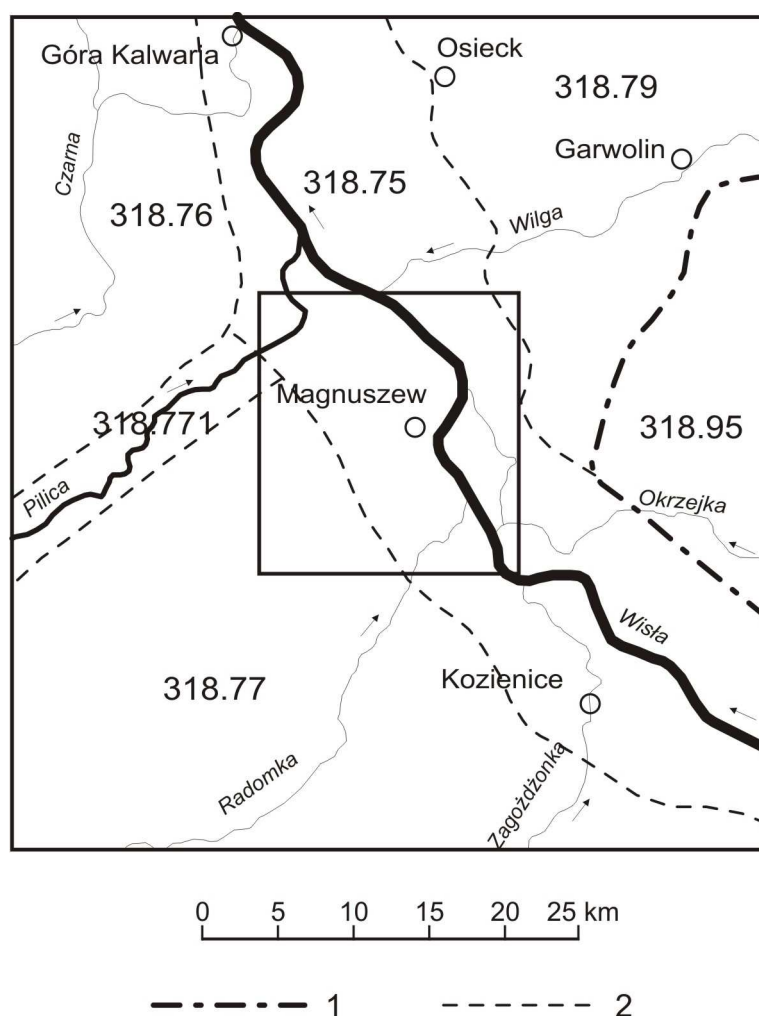 Góra Kalwaria
Osieck
318.79
Czarna
Garwolin
318.75
318.76
Wilga
Magnuszew
318.771
318.95
Pilica
Okrzejka
Wisła
318.77
Kozienice
Radomka
Zagożdżonka
0 5 10 15 20 25 km
1 2